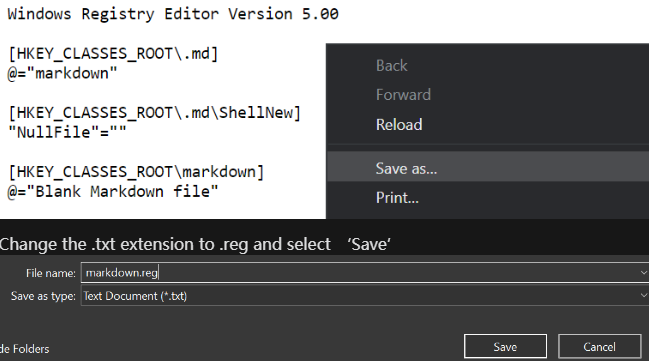 Windows Registry Editor Version 5.00
[HKEY_CLASSES_ROOT\.md]
@="markdown"
[HKEY_CLASSES_ROOT\.md\ShellNew]
"NullFile"=""
[HKEY_CLASSES_ROOT\markdown]
@="Blank Markdown file"
Back
Forward
Reload
Save as...
Print...
Change the .txt extension to .reg and select ‘Save’
File name: markdown.reg
Save as type: Text Document (*.txt)
de Folders
Save
Cancel